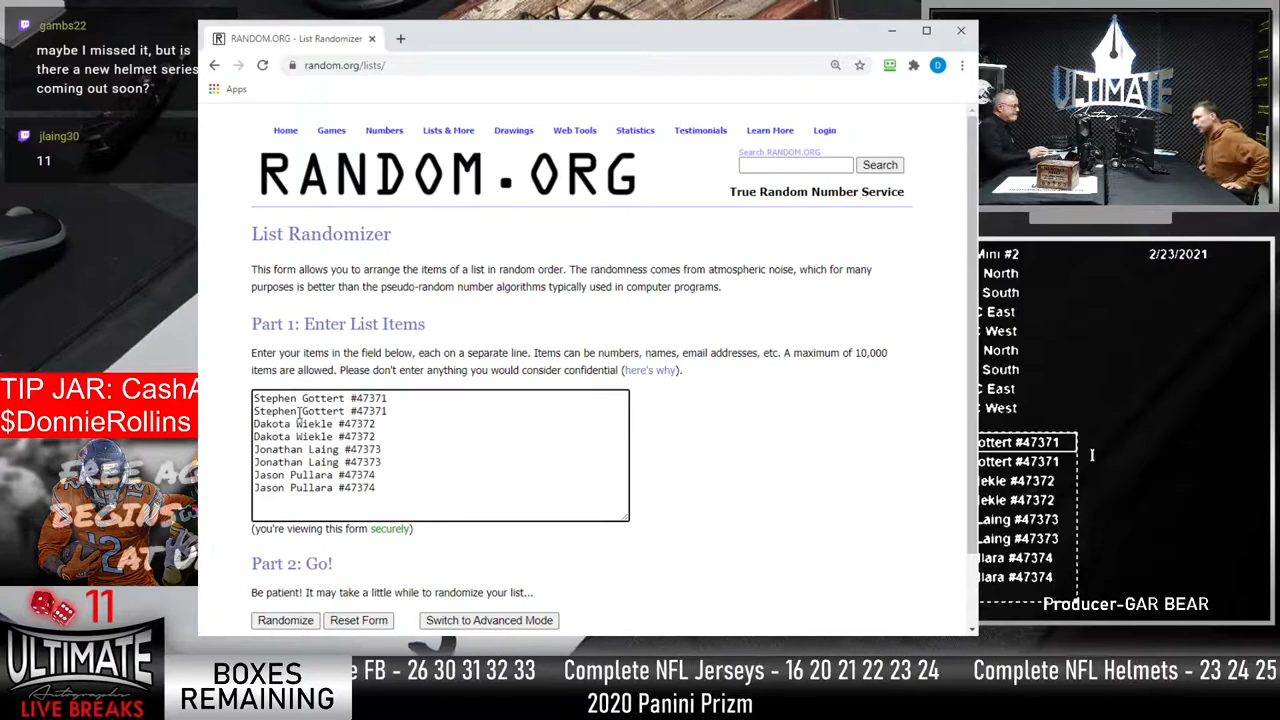 gambs22
maybe I missed it, but is
there a new helmet series
coming out soon?
jlaing30
11
RANDOM.ORG - List Randomizer
random.org/lists/
Apps
Home Games Numbers Lists & More Drawings Web Tools Statistics Testimonials Learn More Login
Search RANDOM.ORG
RANDOM.ORG
Search
True Random Number Service
List Randomizer
This form allows you to arrange the items of a list in random order. The randomness comes from atmospheric noise, which for many
purposes is better than the pseudo-random number algorithms typically used in computer programs.
Part 1: Enter List Items
Enter your items in the field below, each on a separate line. Items can be numbers, names, email addresses, etc. A maximum of 10,000
items are allowed. Please don't enter anything you would consider confidential (here's why).
Stephen Gottert #47371
Stephen Gottert #47371
Dakota Wiekle #47372
Dakota Wiekle #47372
Jonathan Laing #47373
Jonathan Laing #47373
Jason Pullara #47374
Jason Pullara #47374
(you're viewing this form securely)
Part 2: Go!
Be patient! It may take a little while to randomize your list...
Randomize Reset Form Switch to Advanced Mode
ULTIMATE
Autographs
Mini #2 2/23/2021
North
South
C East
C West
North
South
C East
C West
ottert #47371
ottert #47371
iekle #47372
iekle #47372
Laing #47373
Laing #47373
llara #47374
llara #47374
Producer-GAR BEAR
TIP JAR: CashA
$DonnieRollins
FREE AG
BEGINS
AT U
11
ULTIMATE
Autographs
LIVE BREAKS
BOXES
REMAINING
e FB - 26 30 31 32 33 Complete NFL Jerseys - 16 20 21 22 23 24 Complete NFL Helmets - 23 24 25
2020 Panini Prizm